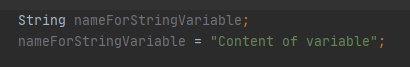 String nameForStringVariable;
nameForStringVariable = "Content of variable";